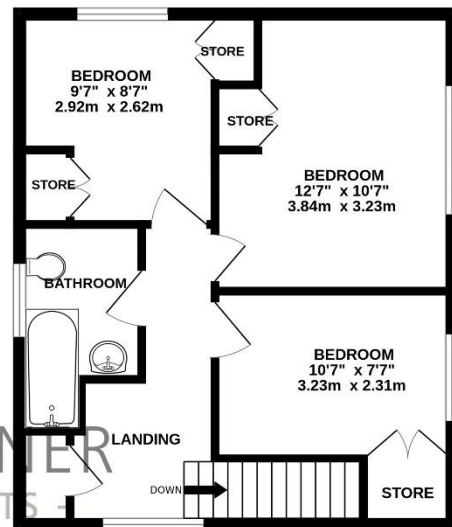 STORE
BEDROOM
9'7" x 8'7"
2.92m x 2.62m
STORE
STORE
BEDROOM
12'7" x 10'7"
3.84m x 3.23m
BATHROOM
BEDROOM
10'7" x 7'7"
3.23m x 2.31m
LANDING
DOWN
STORE